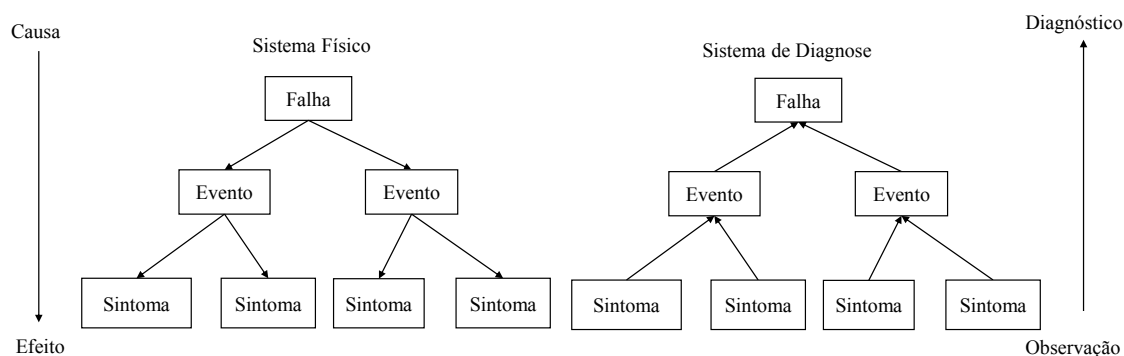 Causa
Diagnóstico
Sistema Físico
Sistema de Diagnose
Falha
Falha
Evento
Evento
Evento
Evento
Sintoma
Sintoma
Sintoma
Sintoma
Sintoma
Sintoma
Sintoma
Sintoma
Efeito
Observação